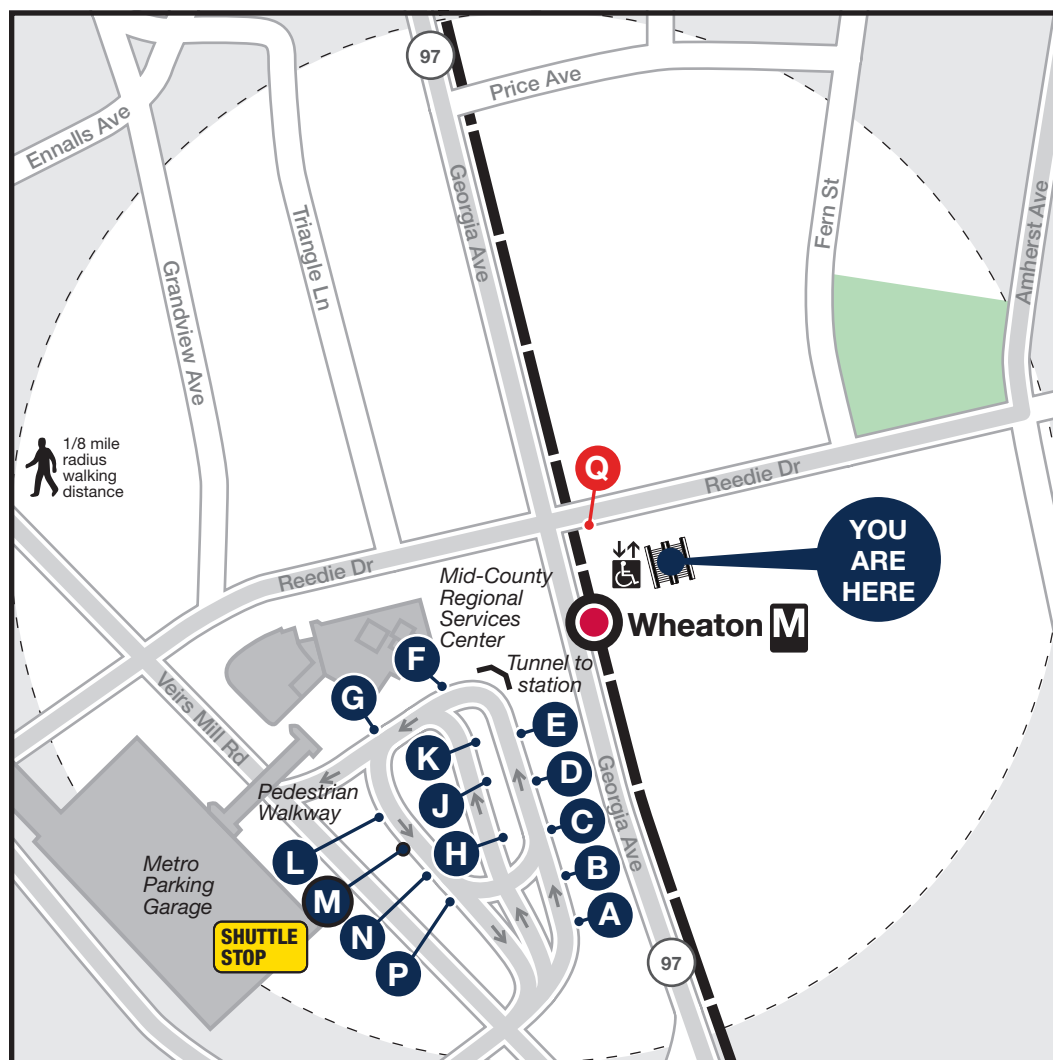 97
Price Ave
Ennalls Ave
Georgia Ave
Fern St
Amherst Ave
Triangle Ln
Grandview Ave
1/8 mile
radius
walking
distance
Q
Reedie Dr
YOU
ARE
HERE
Reedie Dr
Mid-County
Regional
Services
Center
Wheaton M
Tunnel to
station
F
G
E
Veirs Mill Rd
K
D
Pedestrian
Walkway
J
C
Georgia Ave
H
B
L
Metro
Parking
Garage
M
A
SHUTTLE
STOP
N
P
97